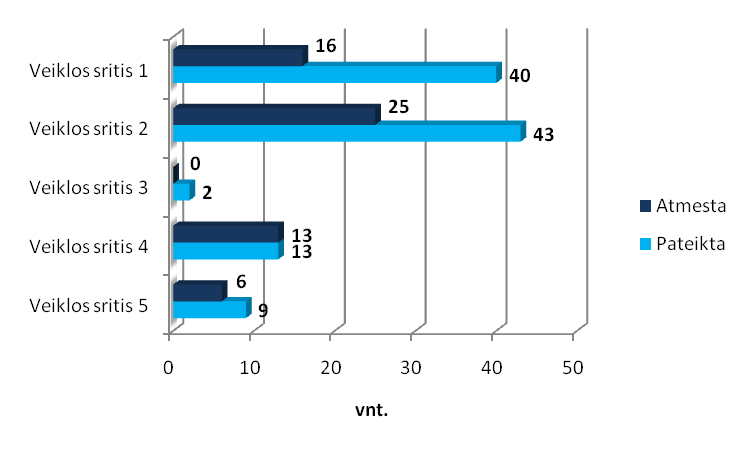 Veiklos sritis 1
16
40
Veiklos sritis 2
25
43
Veiklos sritis 3
0
2
Veiklos sritis 4
13
13
Veiklos sritis 5
6
9
Atmesta
Pateikta
0 10 20 30 40 50
vnt.